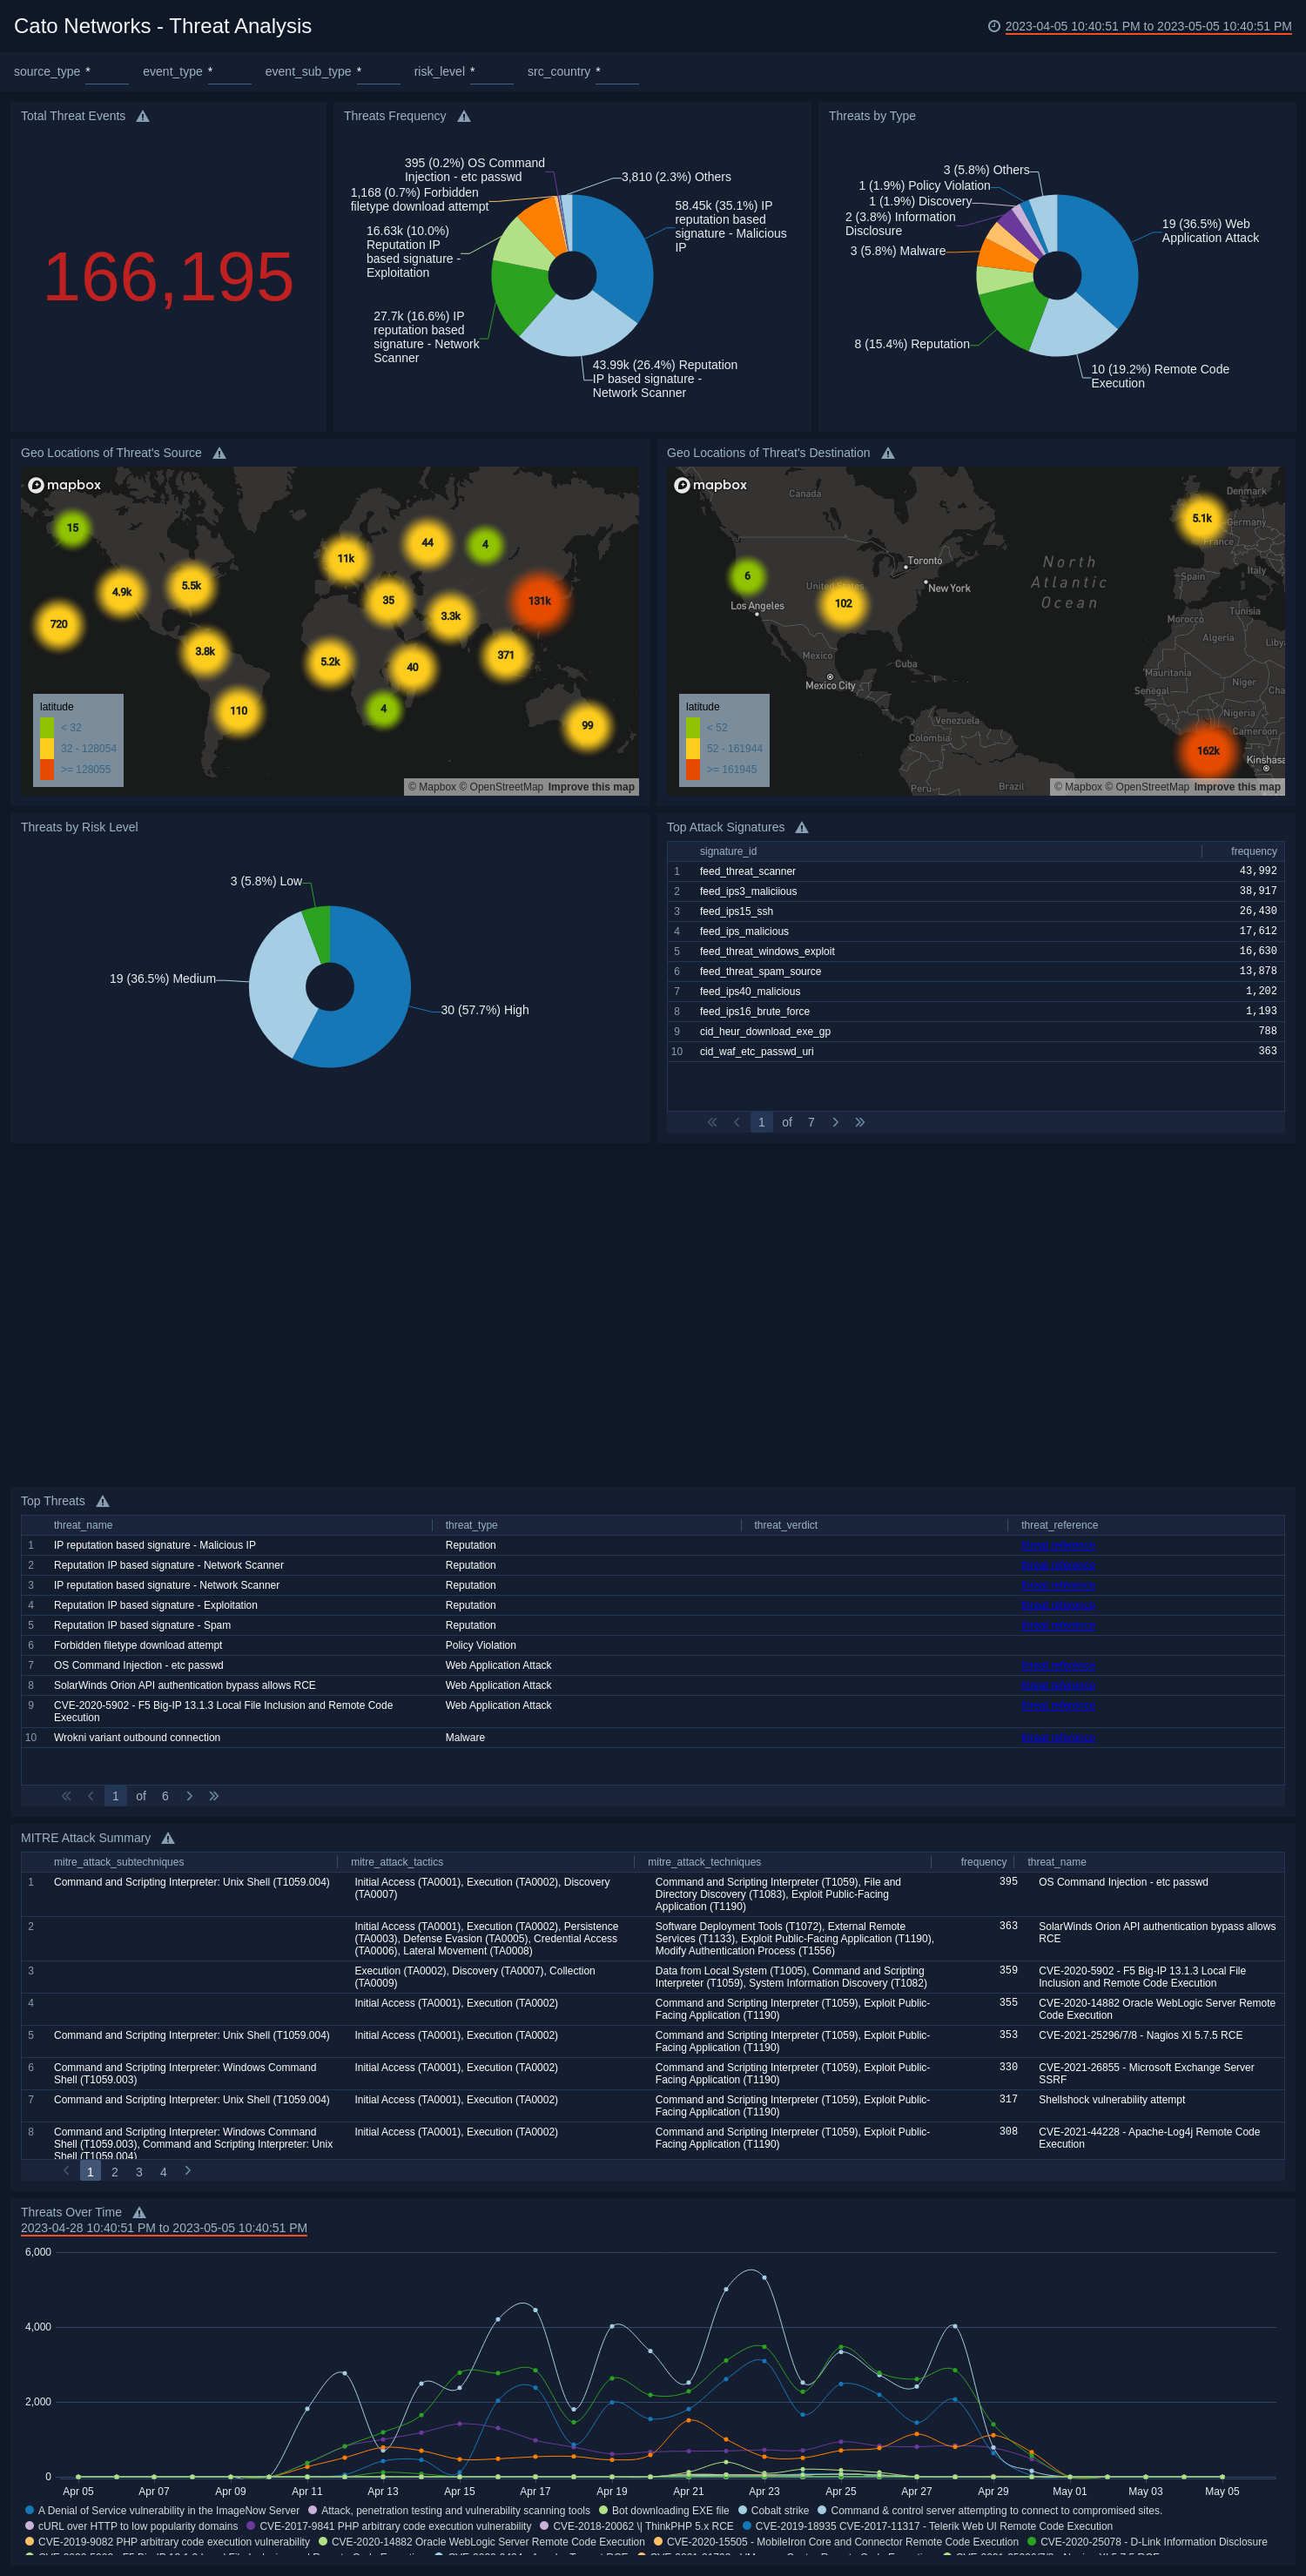 Cato Networks - Threat Analysis
2023-04-05 10:40:51 PM to 2023-05-05 10:40:51 PM
source_type * event_type * event_sub_type * risk_level * src_country *
Total Threat Events
166,195
Threats Frequency
395 (0.2%) OS Command
Injection - etc passwd
3,810 (2.3%) Others
1,168 (0.7%) Forbidden
filetype download attempt
58.45k (35.1%) IP
reputation based
signature - Malicious
IP
16.63k (10.0%)
Reputation IP
based signature -
Exploitation
27.7k (16.6%) IP
reputation based
signature - Network
Scanner
43.99k (26.4%) Reputation
IP based signature -
Network Scanner
Threats by Type
3 (5.8%) Others
1 (1.9%) Policy Violation
1 (1.9%) Discovery
2 (3.8%) Information
Disclosure
3 (5.8%) Malware
19 (36.5%) Web
Application Attack
8 (15.4%) Reputation
10 (19.2%) Remote Code
Execution
Geo Locations of Threat's Source
mapbox
15
44
4
11k
4.9k
5.5k
35
131k
720
3.3k
3.8k
5.2k
40
371
110
4
99
latitude
< 32
32 - 128054
>= 128055
© Mapbox © OpenStreetMap Improve this map
Geo Locations of Threat's Destination
mapbox
Canada
Denmark
5.1k
Germany
France
Toronto
North
Atlantic
Ocean
Italy
6
United States
New York
Spain
102
Los Angeles
Tunisia
Morocco
Algeria
Liby
Mexico
Cuba
Mexico City
Mauritania
Senegal
Niger
Cha
latitude
< 52
52 - 161944
>= 161945
Venezuela
Nigeria
Colombia
Cameroon
162k
Kinshasa
Peru
Brazil
© Mapbox © OpenStreetMap Improve this map
Threats by Risk Level
3 (5.8%) Low
19 (36.5%) Medium
30 (57.7%) High
Top Attack Signatures
signature_id frequency
1 feed_threat_scanner 43,992
2 feed_ips3_maliciious 38,917
3 feed_ips15_ssh 26,430
4 feed_ips_malicious 17,612
5 feed_threat_windows_exploit 16,630
6 feed_threat_spam_source 13,878
7 feed_ips40_malicious 1,202
8 feed_ips16_brute_force 1,193
9 cid_heur_download_exe_gp 788
10 cid_waf_etc_passwd_uri 363
1 of 7
Top Threats
threat_name threat_type threat_verdict threat_reference
1 IP reputation based signature - Malicious IP Reputation threat reference
2 Reputation IP based signature - Network Scanner Reputation threat reference
3 IP reputation based signature - Network Scanner Reputation threat reference
4 Reputation IP based signature - Exploitation Reputation threat reference
5 Reputation IP based signature - Spam Reputation threat reference
6 Forbidden filetype download attempt Policy Violation
7 OS Command Injection - etc passwd Web Application Attack threat reference
8 SolarWinds Orion API authentication bypass allows RCE Web Application Attack threat reference
9 CVE-2020-5902 - F5 Big-IP 13.1.3 Local File Inclusion and Remote Code Web Application Attack threat reference
Execution
10 Wrokni variant outbound connection Malware threat reference
1 of 6
MITRE Attack Summary
mitre_attack_subtechniques mitre_attack_tactics mitre_attack_techniques frequency threat_name
1 Command and Scripting Interpreter: Unix Shell (T1059.004) Initial Access (TA0001), Execution (TA0002), Discovery Command and Scripting Interpreter (T1059), File and 395 OS Command Injection - etc passwd
(TA0007) Directory Discovery (T1083), Exploit Public-Facing
Application (T1190)
2 Initial Access (TA0001), Execution (TA0002), Persistence Software Deployment Tools (T1072), External Remote 363 SolarWinds Orion API authentication bypass allows
(TA0003), Defense Evasion (TA0005), Credential Access Services (T1133), Exploit Public-Facing Application (T1190), RCE
(TA0006), Lateral Movement (TA0008) Modify Authentication Process (T1556)
3 Execution (TA0002), Discovery (TA0007), Collection Data from Local System (T1005), Command and Scripting 359 CVE-2020-5902 - F5 Big-IP 13.1.3 Local File
(TA0009) Interpreter (T1059), System Information Discovery (T1082) Inclusion and Remote Code Execution
4 Initial Access (TA0001), Execution (TA0002) Command and Scripting Interpreter (T1059), Exploit Public- 355 CVE-2020-14882 Oracle WebLogic Server Remote
Facing Application (T1190) Code Execution
5 Command and Scripting Interpreter: Unix Shell (T1059.004) Initial Access (TA0001), Execution (TA0002) Command and Scripting Interpreter (T1059), Exploit Public- 353 CVE-2021-25296/7/8 - Nagios XI 5.7.5 RCE
Facing Application (T1190)
6 Command and Scripting Interpreter: Windows Command Initial Access (TA0001), Execution (TA0002) Command and Scripting Interpreter (T1059), Exploit Public- 330 CVE-2021-26855 - Microsoft Exchange Server
Shell (T1059.003) Facing Application (T1190) SSRF
7 Command and Scripting Interpreter: Unix Shell (T1059.004) Initial Access (TA0001), Execution (TA0002) Command and Scripting Interpreter (T1059), Exploit Public- 317 Shellshock vulnerability attempt
Facing Application (T1190)
8 Command and Scripting Interpreter: Windows Command Initial Access (TA0001), Execution (TA0002) Command and Scripting Interpreter (T1059), Exploit Public- 308 CVE-2021-44228 - Apache-Log4j Remote Code
Shell (T1059.003), Command and Scripting Interpreter: Unix Facing Application (T1190) Execution
Shell (T1059.004)
1 2 3 4
Threats Over Time
2023-04-28 10:40:51 PM to 2023-05-05 10:40:51 PM
6,000
4,000
2,000
0
Apr 05 Apr 07 Apr 09 Apr 11 Apr 13 Apr 15 Apr 17 Apr 19 Apr 21 Apr 23 Apr 25 Apr 27 Apr 29 May 01 May 03 May 05
A Denial of Service vulnerability in the ImageNow Server Attack, penetration testing and vulnerability scanning tools Bot downloading EXE file Cobalt strike Command & control server attempting to connect to compromised sites.
cURL over HTTP to low popularity domains CVE-2017-9841 PHP arbitrary code execution vulnerability CVE-2018-20062 \| ThinkPHP 5.x RCE CVE-2019-18935 CVE-2017-11317 - Telerik Web UI Remote Code Execution
CVE-2019-9082 PHP arbitrary code execution vulnerability CVE-2020-14882 Oracle WebLogic Server Remote Code Execution CVE-2020-15505 - MobileIron Core and Connector Remote Code Execution CVE-2020-25078 - D-Link Information Disclosure